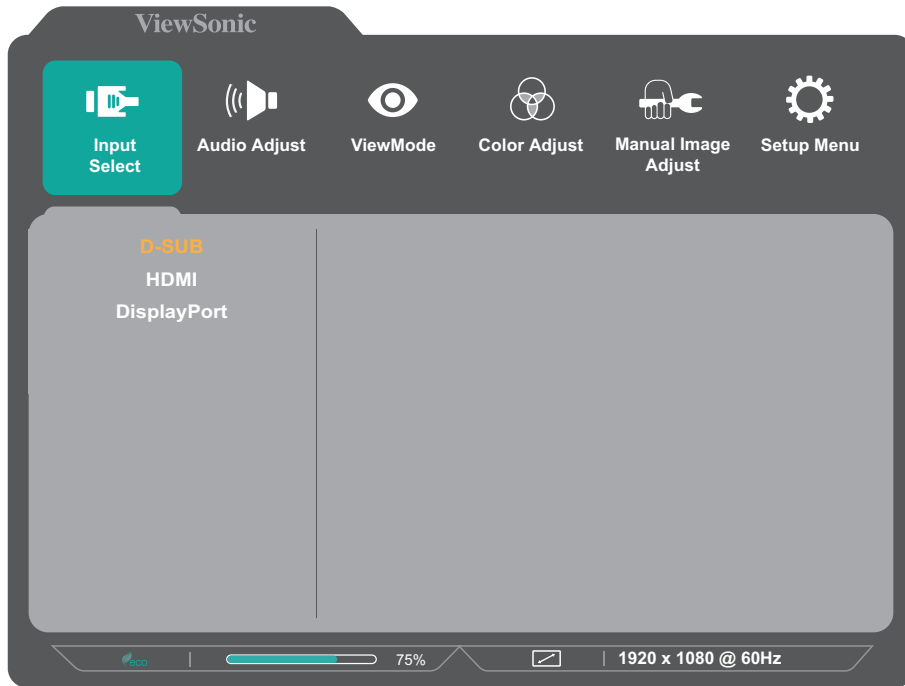 ViewSonic
Input
Select
Audio Adjust
ViewMode
Color Adjust
Manual Image
Adjust
Setup Menu
D-SUB
HDMI
DisplayPort
eco
75%
1920 x 1080 @ 60Hz